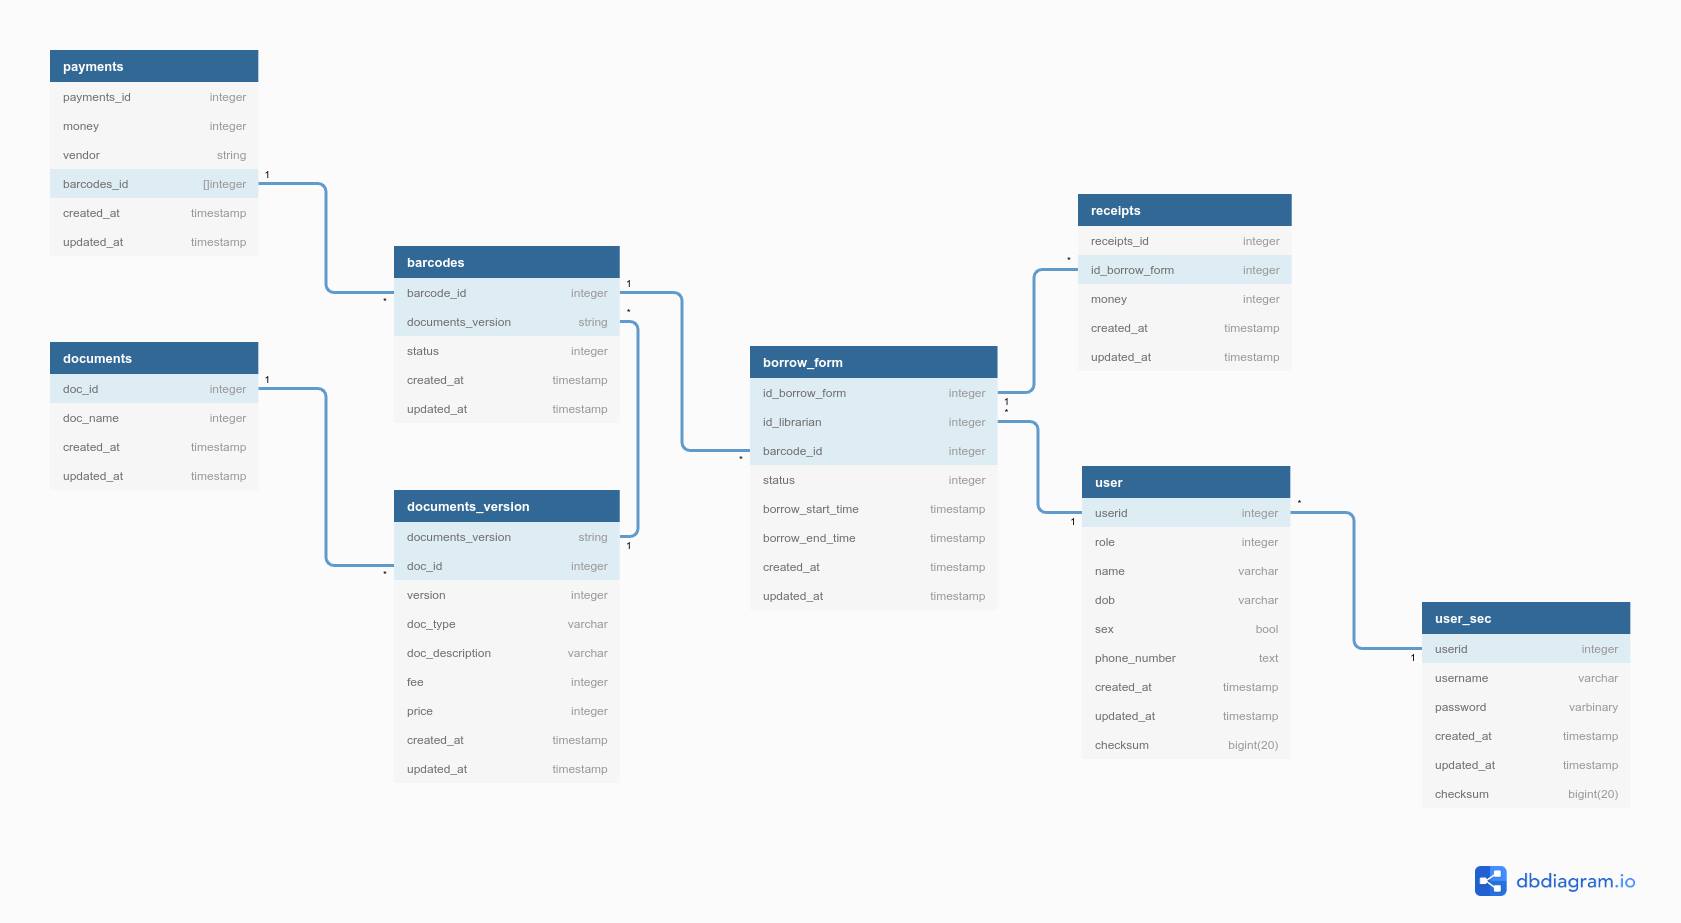 payments
payments_id integer
money integer
vendor string
barcodes_id []integer
created_at timestamp
updated_at timestamp
1
*
documents
doc_id integer
doc_name integer
created_at timestamp
updated_at timestamp
1
*
barcodes
barcode_id integer
documents_version string
status integer
created_at timestamp
updated_at timestamp
1
*
documents_version
documents_version string
doc_id integer
version integer
doc_type varchar
doc_description varchar
fee integer
price integer
created_at timestamp
updated_at timestamp
1
*
borrow_form
id_borrow_form integer
id_librarian integer
barcode_id integer
status integer
borrow_start_time timestamp
borrow_end_time timestamp
created_at timestamp
updated_at timestamp
1
*
*
receipts
receipts_id integer
id_borrow_form integer
money integer
created_at timestamp
updated_at timestamp
1
user
userid integer
role integer
name varchar
dob varchar
sex bool
phone_number text
created_at timestamp
updated_at timestamp
checksum bigint(20)
*
1
user_sec
userid integer
username varchar
password varbinary
created_at timestamp
updated_at timestamp
checksum bigint(20)
dbdiagram.io